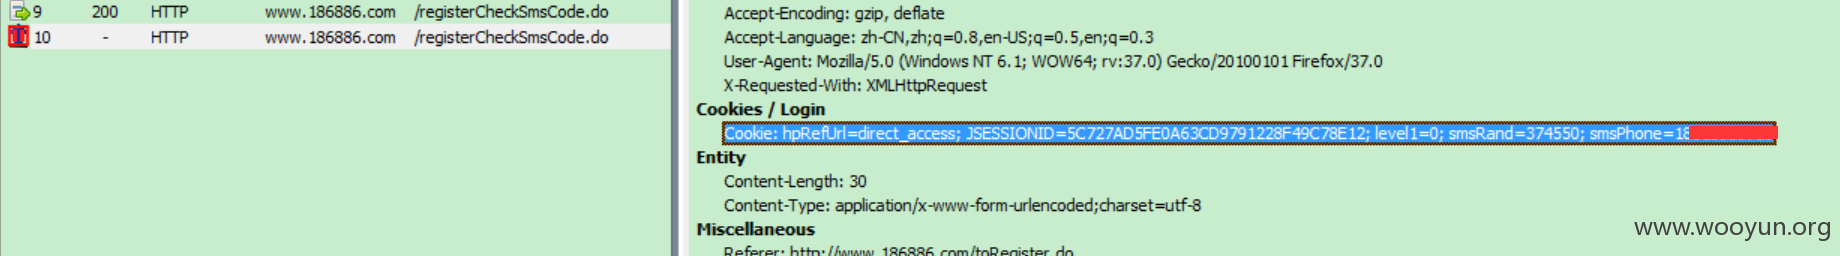 9 200 HTTP www.186886.com /registerCheckSmsCode.do
10 - HTTP www.186886.com /registerCheckSmsCode.do
Accept-Encoding: gzip, deflate
Accept-Language: zh-CN,zh;q=0.8,en-US;q=0.5,en;q=0.3
User-Agent: Mozilla/5.0 (Windows NT 6.1; WOW64; rv:37.0) Gecko/20100101 Firefox/37.0
X-Requested-With: XMLHttpRequest
Cookies / Login
Cookie: hpRefUrl=direct_access; JSESSIONID=5C727AD5FE0A63CD9791228F49C78E12; level1=0; smsRand=374550; smsPhone=18
Entity
Content-Length: 30
Content-Type: application/x-www-form-urlencoded;charset=utf-8
Miscellaneous
Referer: http://www.186886.com/toRegister.do
www.wooyun.org